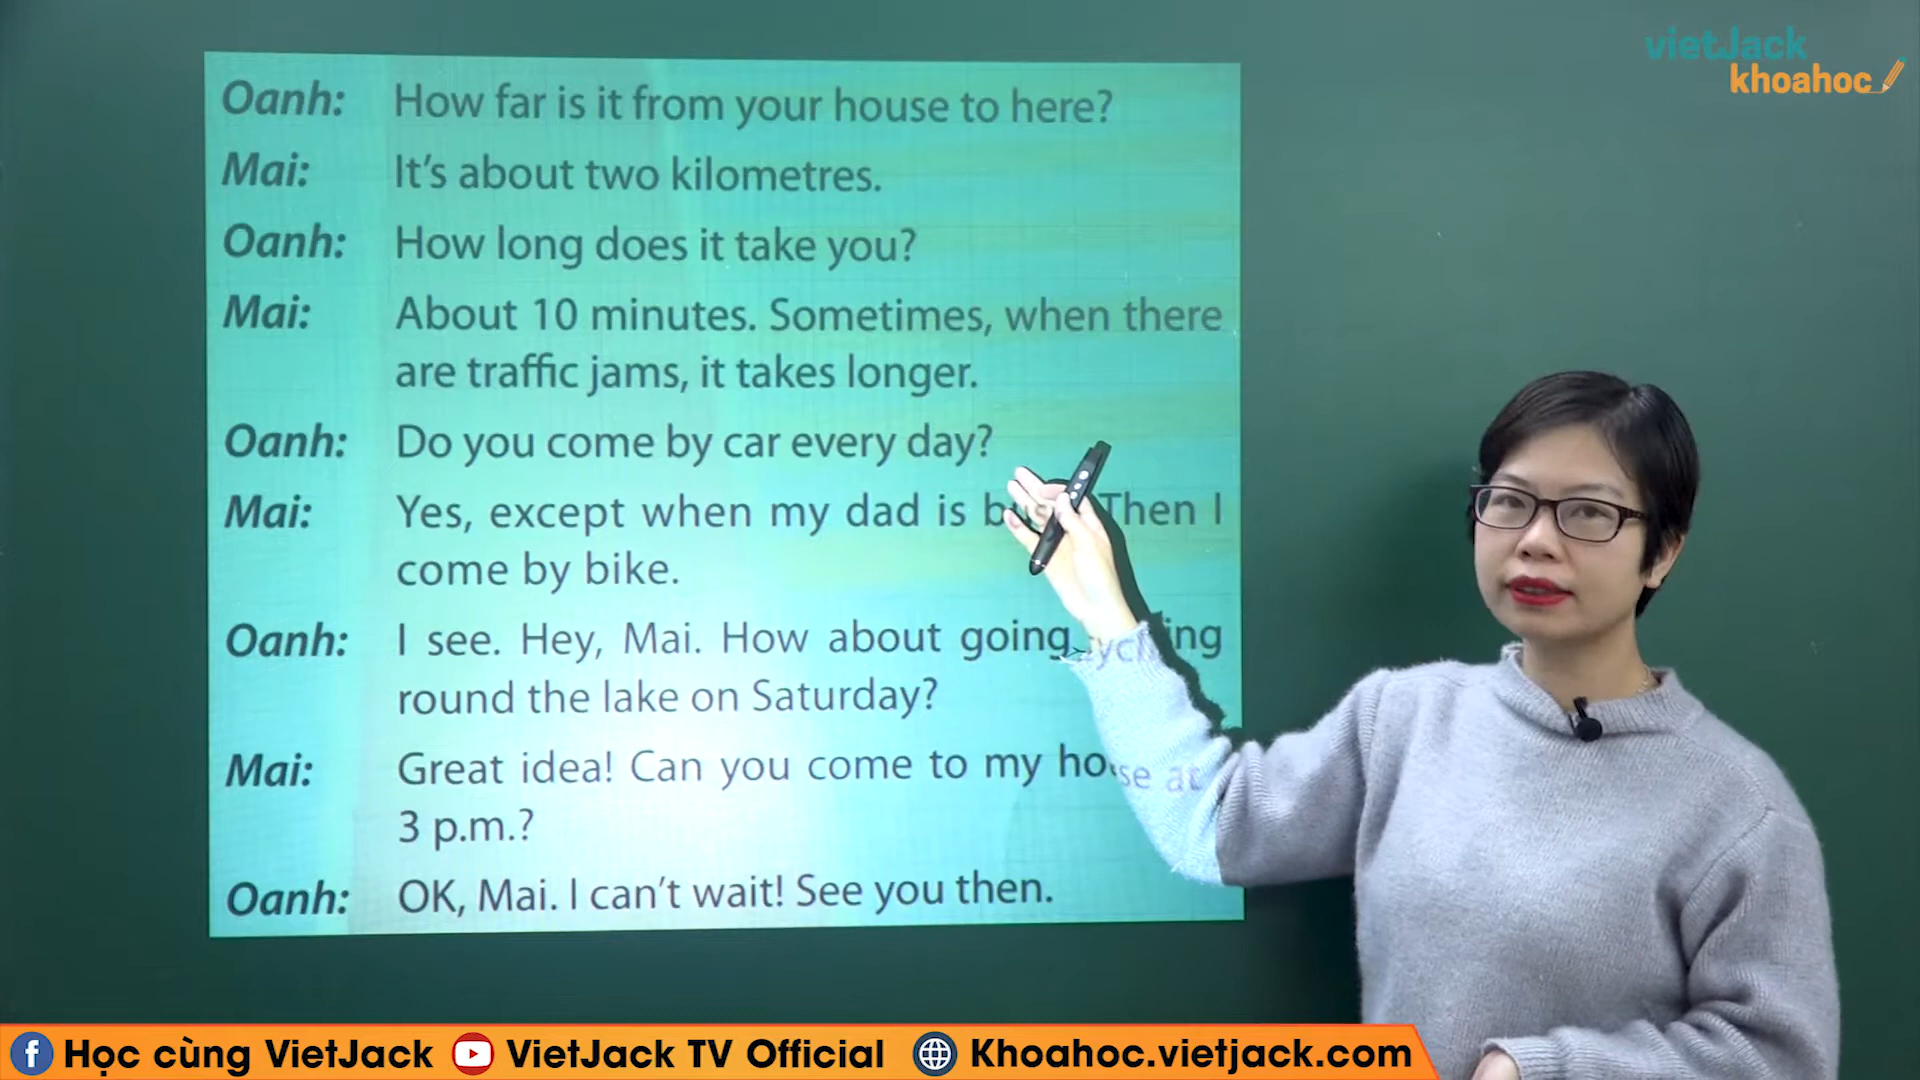 vietJack
khoahoc
Oanh: How far is it from your house to here?
Mai: It's about two kilometres.
Oanh: How long does it take you?
Mai: About 10 minutes. Sometimes, when there
are traffic jams, it takes longer.
Oanh: Do you come by car every day?
Mai: Yes, except when my dad is Then I
come by bike.
Oanh: I see. Hey, Mai. How about going cycling
round the lake on Saturday?
Mai: Great idea! Can you come to my house at
3 p.m.?
Oanh: OK, Mai. I can't wait! See you then.
Học cùng VietJack VietJack TV Official Khoahoc.vietjack.com